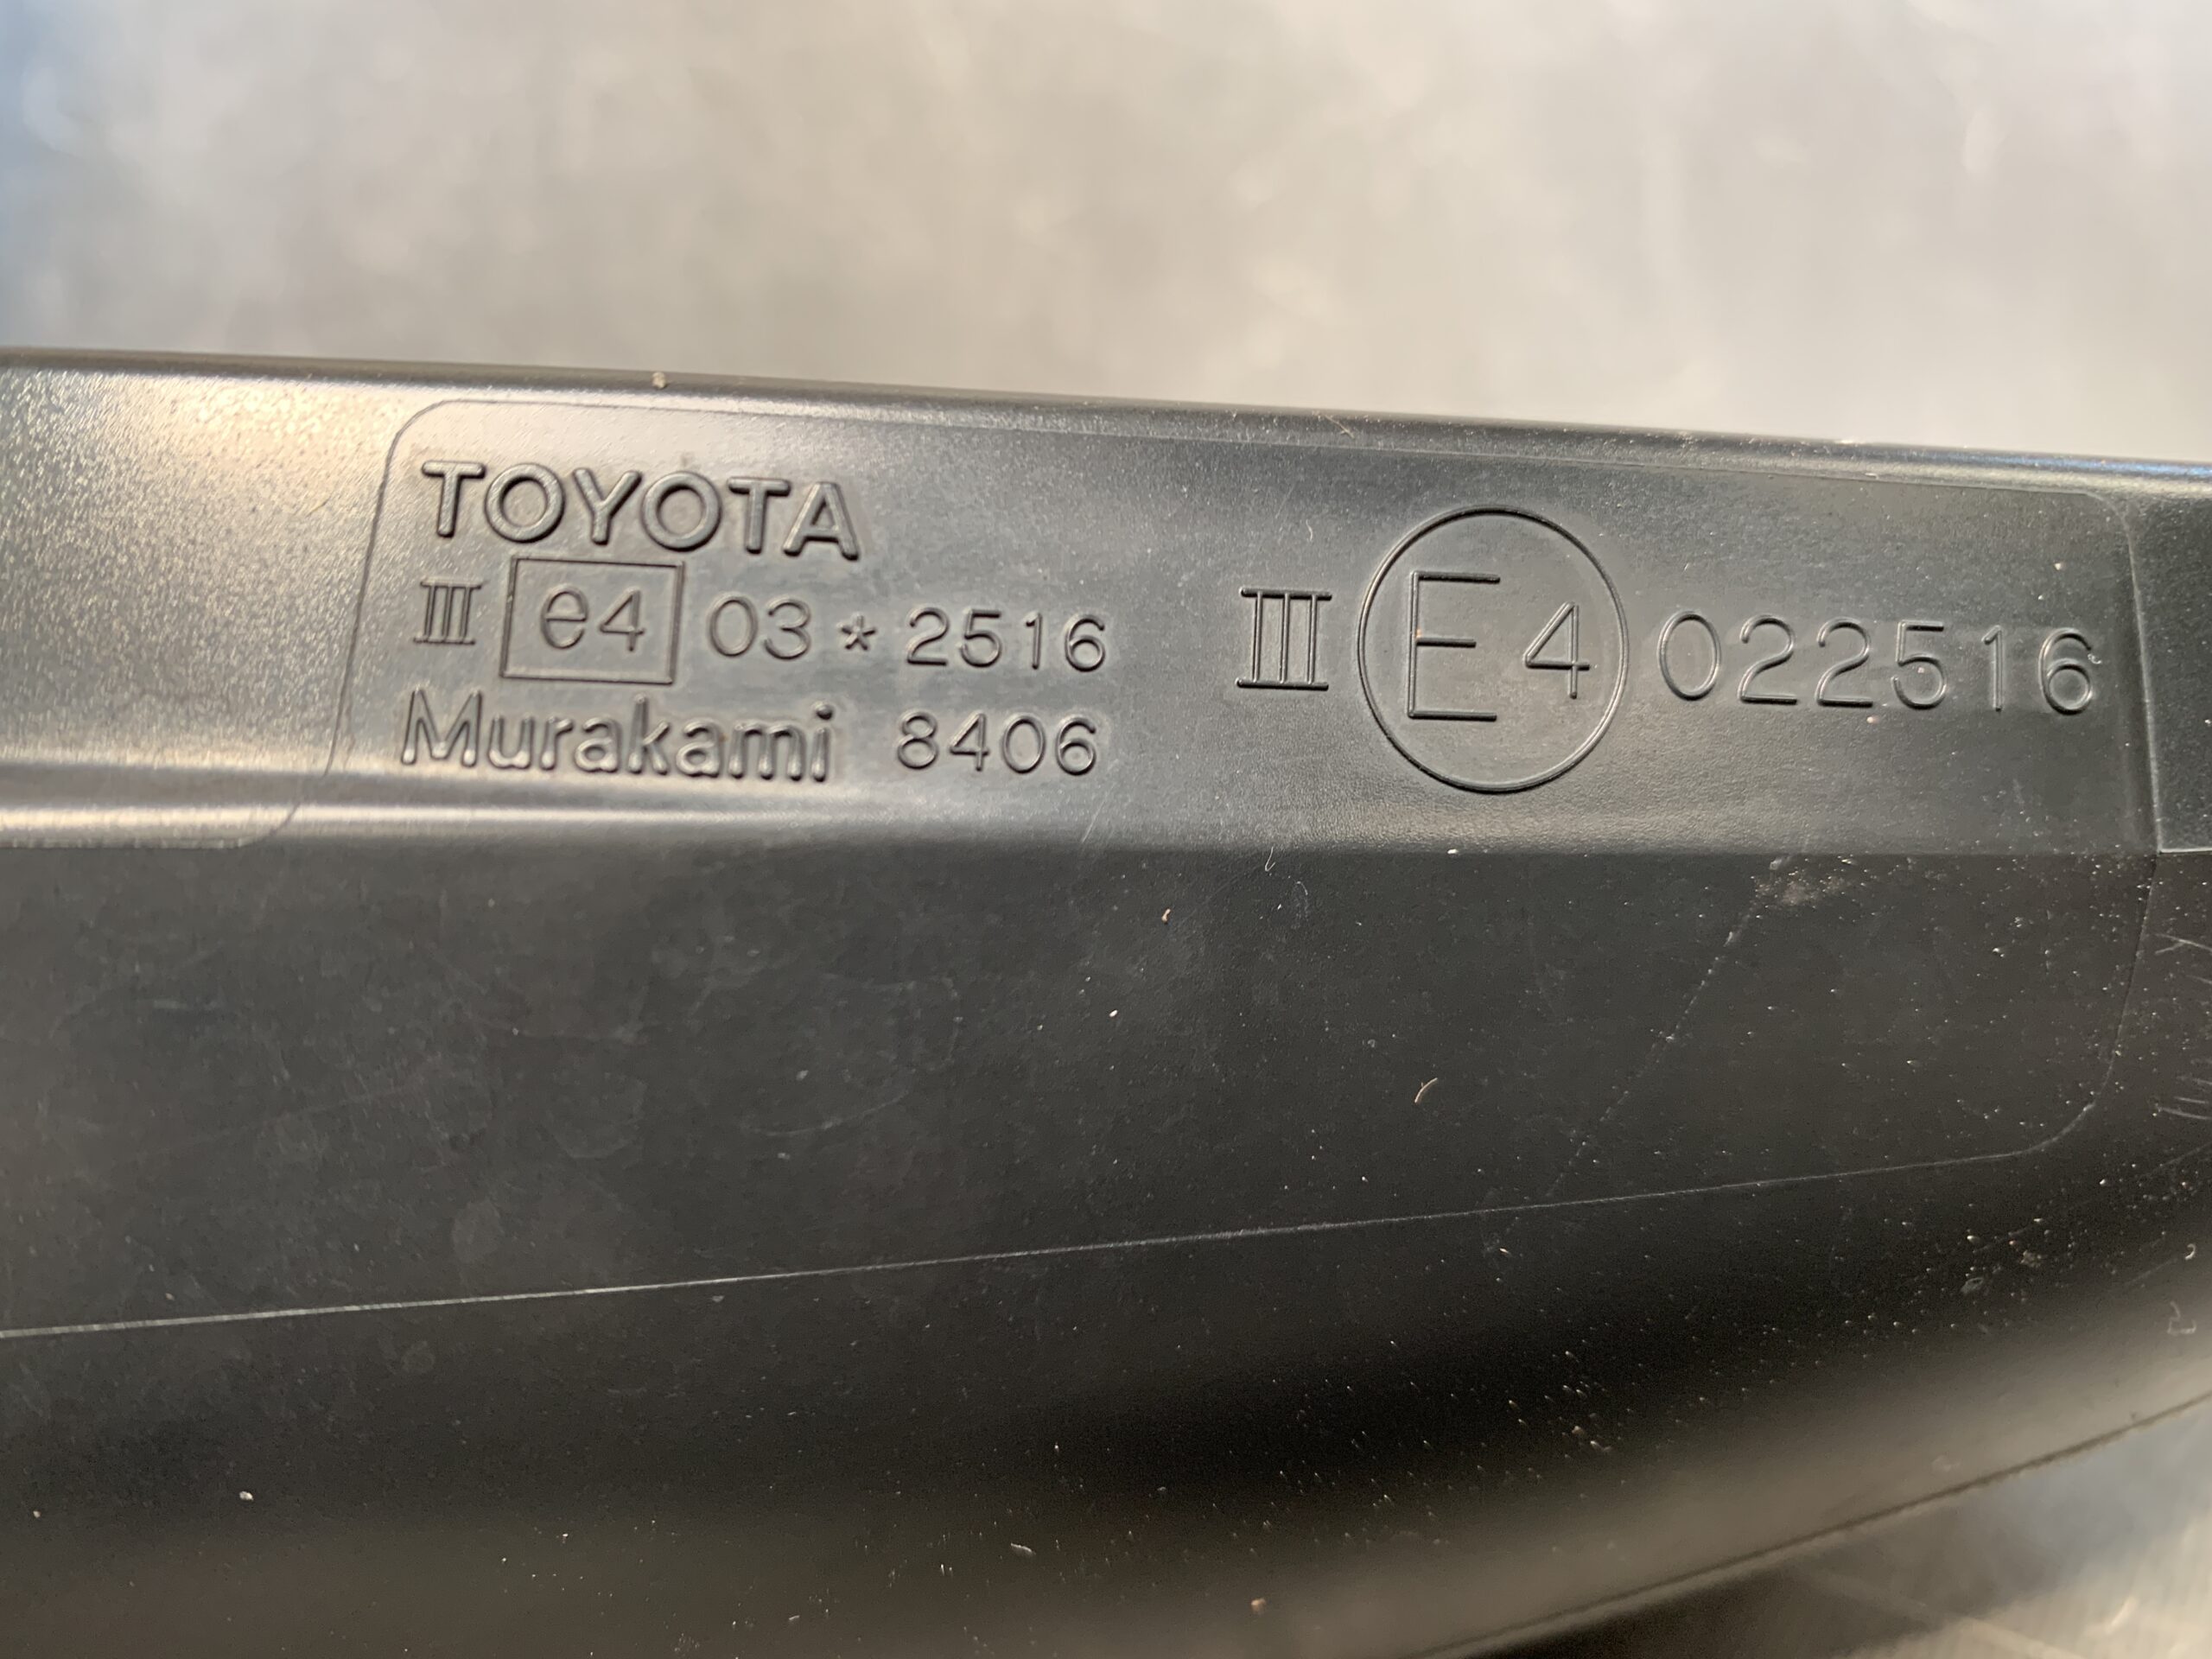 TOYOTA
III e4 03*2516
Murakami 8406
III E4 022516